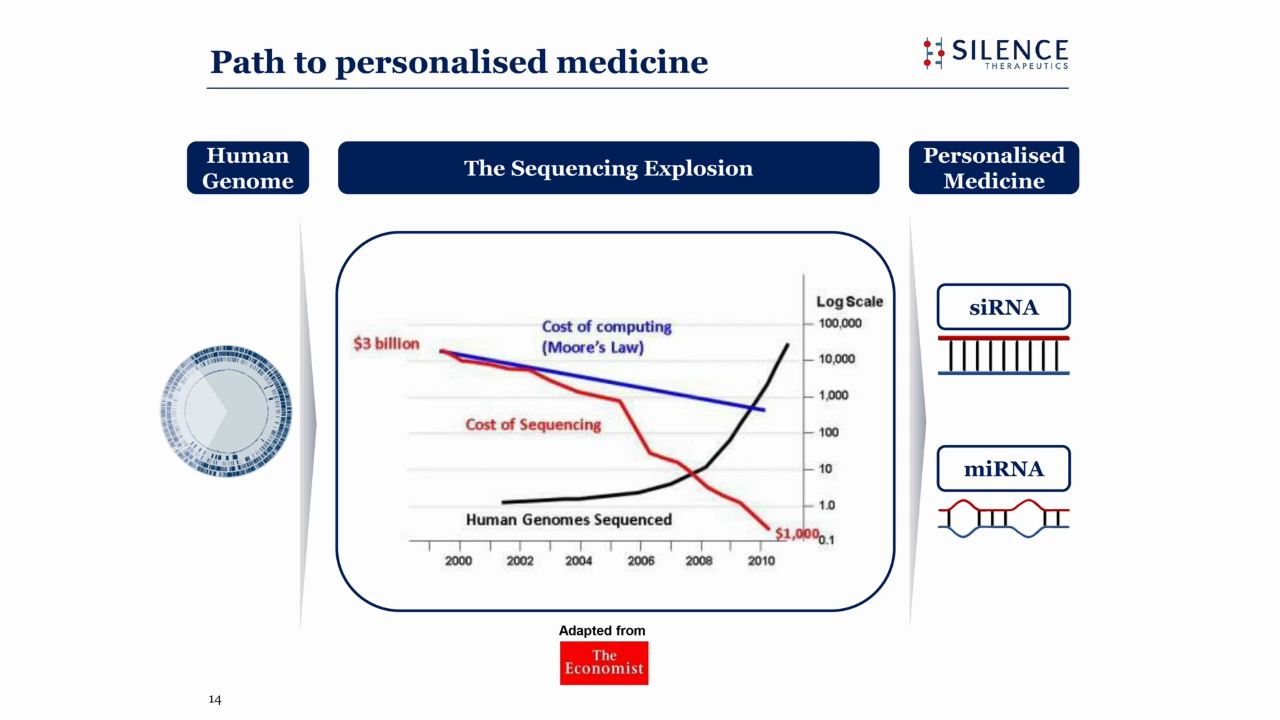 Path to personalised medicine
SILENCE
THERAPEUTICS
Human
Genome
The Sequencing Explosion
Personalised
Medicine
Log Scale
100,000
10,000
1,000
100
10
1.0
0.1
$3 billion
Cost of computing
(Moore's Law)
Cost of Sequencing
Human Genomes Sequenced
$1,000
2000
2002
2004
2006
2008
2010
siRNA
miRNA
Adapted from
The
Economist
14